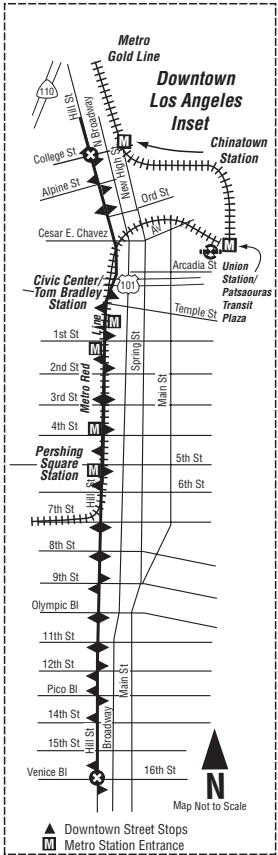 Metro
Gold Line
Downtown
Los Angeles
Inset
110
Hill St
N Broadway
New High St
College St
Chinatown
Station
Alpine St
Ord St
Cesar E. Chavez
Av
Arcadia St
Union
Station/
Patsaouras
Transit
Plaza
Civic Center/
Tom Bradley
Station
101
Temple St
Metro Red Line
Spring St
Main St
1st St
2nd St
3rd St
4th St
Pershing
Square
Station
5th St
6th St
Hill St
7th St
8th St
9th St
Olympic Bl
11th St
12th St
Pico Bl
Main St
14th St
Hill St
Broadway
15th St
Venice Bl
16th St
N
Map Not to Scale
Downtown Street Stops
M Metro Station Entrance
M
M
M
M
M
M